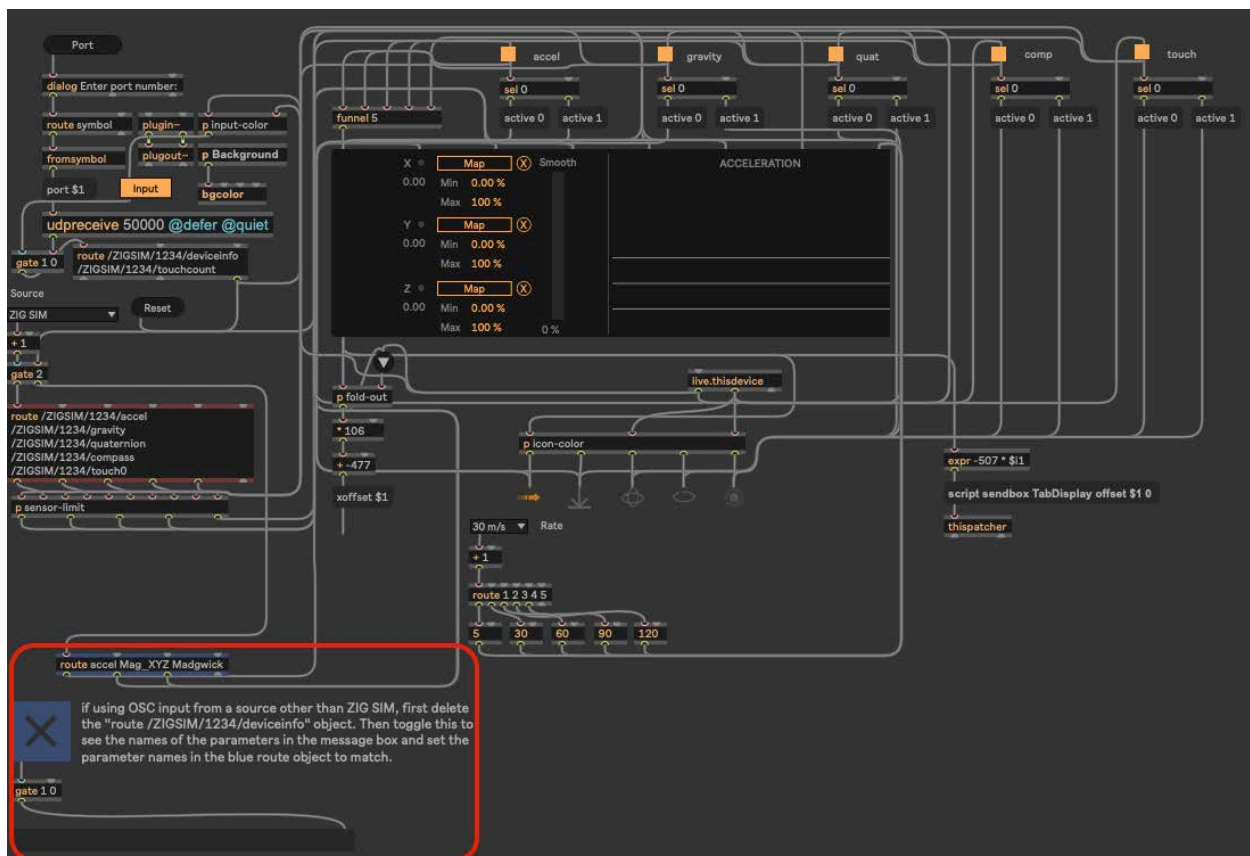 Port
dialog Enter port number:
route symbol
plugin~
p input-color
fromsymbol
plugout~
p Background
port $1
Input
bgcolor
udpreceive 50000 @defer @quiet
gate 1 0
route /ZIGSIM/1234/deviceinfo
/ZIGSIM/1234/touchcount
Source
ZIG SIM
Reset
+ 1
gate 2
route /ZIGSIM/1234/accel
/ZIGSIM/1234/gravity
/ZIGSIM/1234/quaternion
/ZIGSIM/1234/compass
/ZIGSIM/1234/touch0
p sensor-limit
accel
gravity
quat
comp
touch
sel 0
sel 0
sel 0
sel 0
sel 0
funnel 5
active 0
active 1
active 0
active 1
active 0
active 1
active 0
active 1
active 0
active 1
X
Map
X
Smooth
ACCELERATION
0.00
Min
0.00 %
Max
100 %
Y
Map
X
0.00
Min
0.00 %
Max
100 %
Z
Map
X
0.00
Min
0.00 %
Max
100 %
0 %
live.thisdevice
p fold-out
* 106
+ -477
xoffset $1
p icon-color
30 m/s
Rate
+ 1
route 1 2 3 4 5
5
30
60
90
120
expr -507 * $i1
script sendbox TabDisplay offset $1 0
thispatcher
route accel Mag_XYZ Madgwick
if using OSC input from a source other than ZIG SIM, first delete
the "route /ZIGSIM/1234/deviceinfo" object. Then toggle this to
see the names of the parameters in the message box and set the
parameter names in the blue route object to match.
gate 1 0